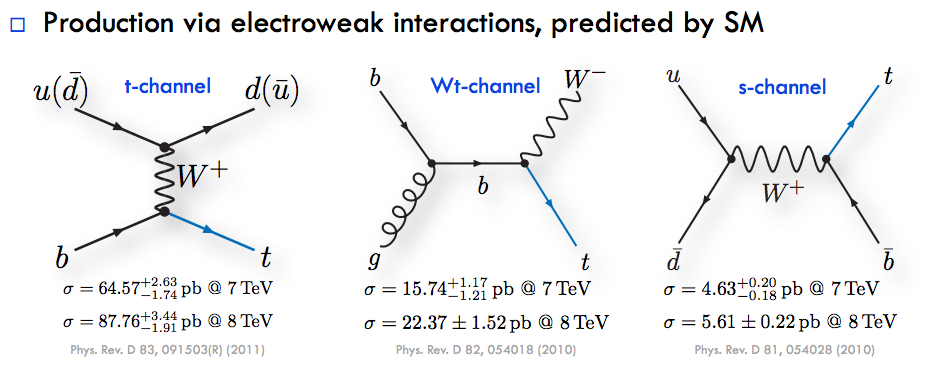 Production via electroweak interactions, predicted by SM
u(d̄) t-channel d(ū)
W⁺
b t
σ = 64.57 +2.63 −1.74 pb @ 7 TeV
σ = 87.76 +3.44 −1.91 pb @ 8 TeV
Phys. Rev. D 83, 091503(R) (2011)
b Wt-channel W⁻
b
g t
σ = 15.74 +1.17 −1.21 pb @ 7 TeV
σ = 22.37 ± 1.52 pb @ 8 TeV
Phys. Rev. D 82, 054018 (2010)
u s-channel t
W⁺
d̄ b̄
σ = 4.63 +0.20 −0.18 pb @ 7 TeV
σ = 5.61 ± 0.22 pb @ 8 TeV
Phys. Rev. D 81, 054028 (2010)